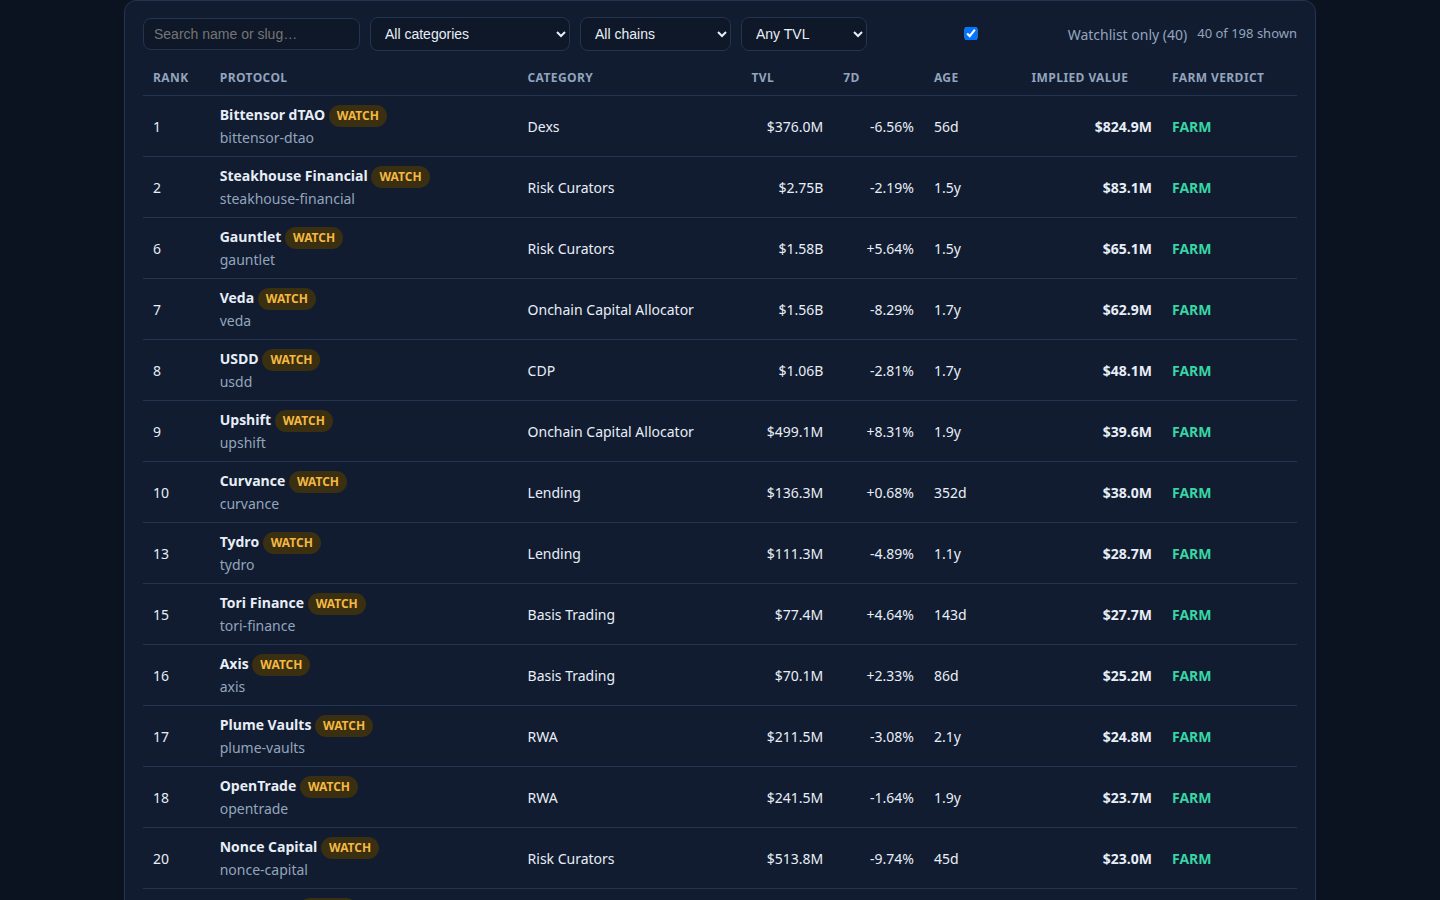 Search name or slug… All categories All chains Any TVL Watchlist only (40) 40 of 198 shown
RANK PROTOCOL CATEGORY TVL 7D AGE IMPLIED VALUE FARM VERDICT
1 Bittensor dTAO WATCH Dexs $376.0M -6.56% 56d $824.9M FARM
bittensor-dtao
2 Steakhouse Financial WATCH Risk Curators $2.75B -2.19% 1.5y $83.1M FARM
steakhouse-financial
6 Gauntlet WATCH Risk Curators $1.58B +5.64% 1.5y $65.1M FARM
gauntlet
7 Veda WATCH Onchain Capital Allocator $1.56B -8.29% 1.7y $62.9M FARM
veda
8 USDD WATCH CDP $1.06B -2.81% 1.7y $48.1M FARM
usdd
9 Upshift WATCH Onchain Capital Allocator $499.1M +8.31% 1.9y $39.6M FARM
upshift
10 Curvance WATCH Lending $136.3M +0.68% 352d $38.0M FARM
curvance
13 Tydro WATCH Lending $111.3M -4.89% 1.1y $28.7M FARM
tydro
15 Tori Finance WATCH Basis Trading $77.4M +4.64% 143d $27.7M FARM
tori-finance
16 Axis WATCH Basis Trading $70.1M +2.33% 86d $25.2M FARM
axis
17 Plume Vaults WATCH RWA $211.5M -3.08% 2.1y $24.8M FARM
plume-vaults
18 OpenTrade WATCH RWA $241.5M -1.64% 1.9y $23.7M FARM
opentrade
20 Nonce Capital WATCH Risk Curators $513.8M -9.74% 45d $23.0M FARM
nonce-capital